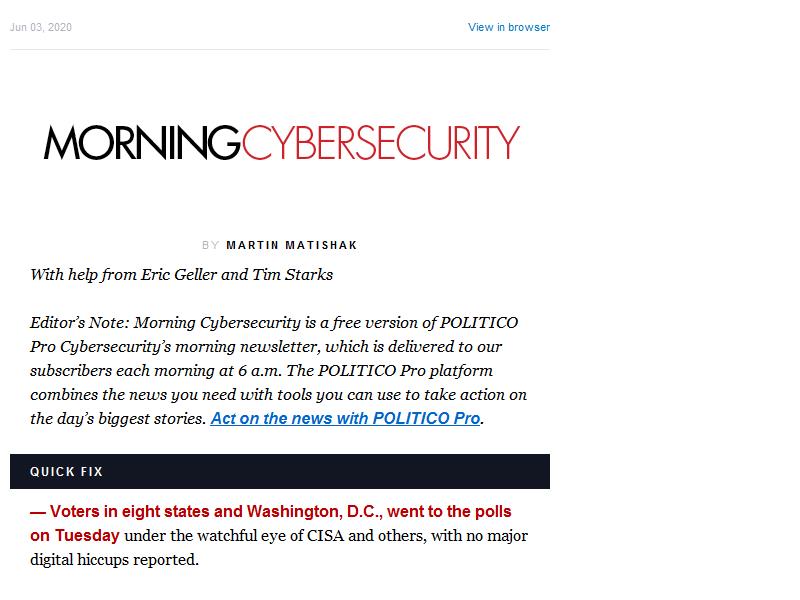 Jun 03, 2020 View in browser
MORNINGCYBERSECURITY
BY MARTIN MATISHAK
With help from Eric Geller and Tim Starks
Editor’s Note: Morning Cybersecurity is a free version of POLITICO
Pro Cybersecurity’s morning newsletter, which is delivered to our
subscribers each morning at 6 a.m. The POLITICO Pro platform
combines the news you need with tools you can use to take action on
the day’s biggest stories. Act on the news with POLITICO Pro.
QUICK FIX
— Voters in eight states and Washington, D.C., went to the polls
on Tuesday under the watchful eye of CISA and others, with no major
digital hiccups reported.